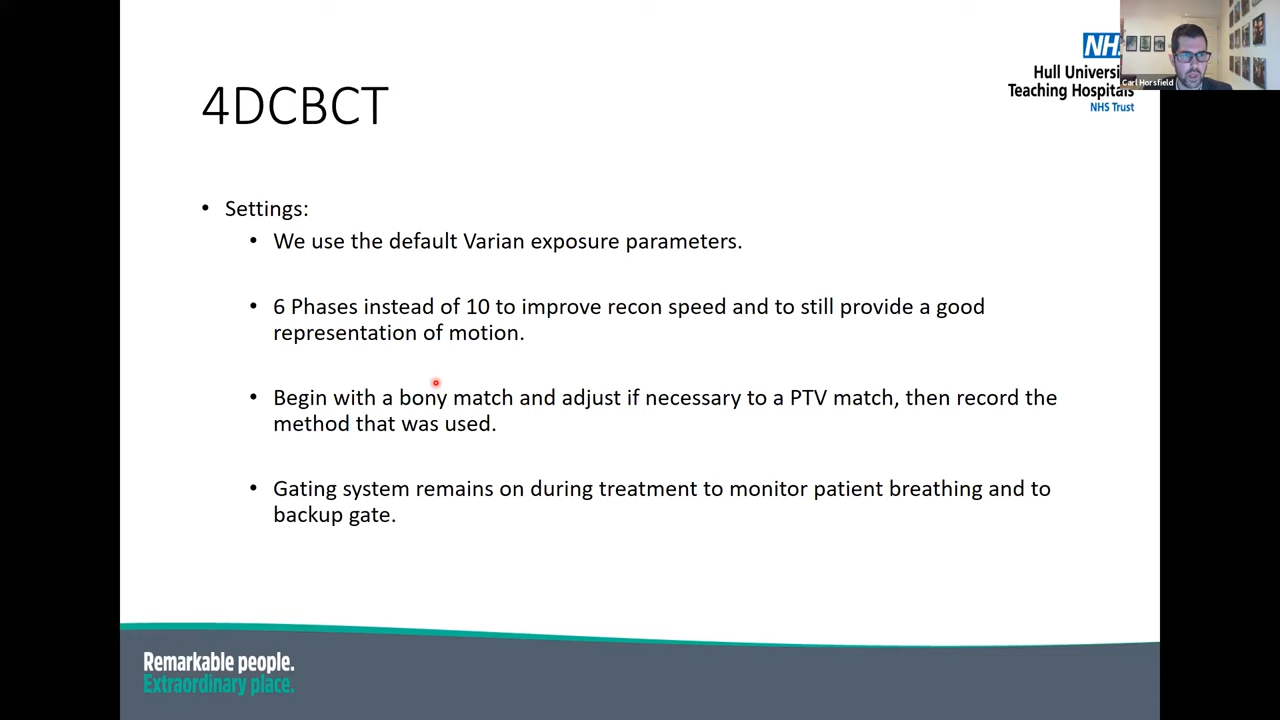 4DCBCT
NH
Hull Universi
Teaching Hospitals
NHS Trust
Carl Horsfield
• Settings:
• We use the default Varian exposure parameters.
• 6 Phases instead of 10 to improve recon speed and to still provide a good
representation of motion.
• Begin with a bony match and adjust if necessary to a PTV match, then record the
method that was used.
• Gating system remains on during treatment to monitor patient breathing and to
backup gate.
Remarkable people.
Extraordinary place.